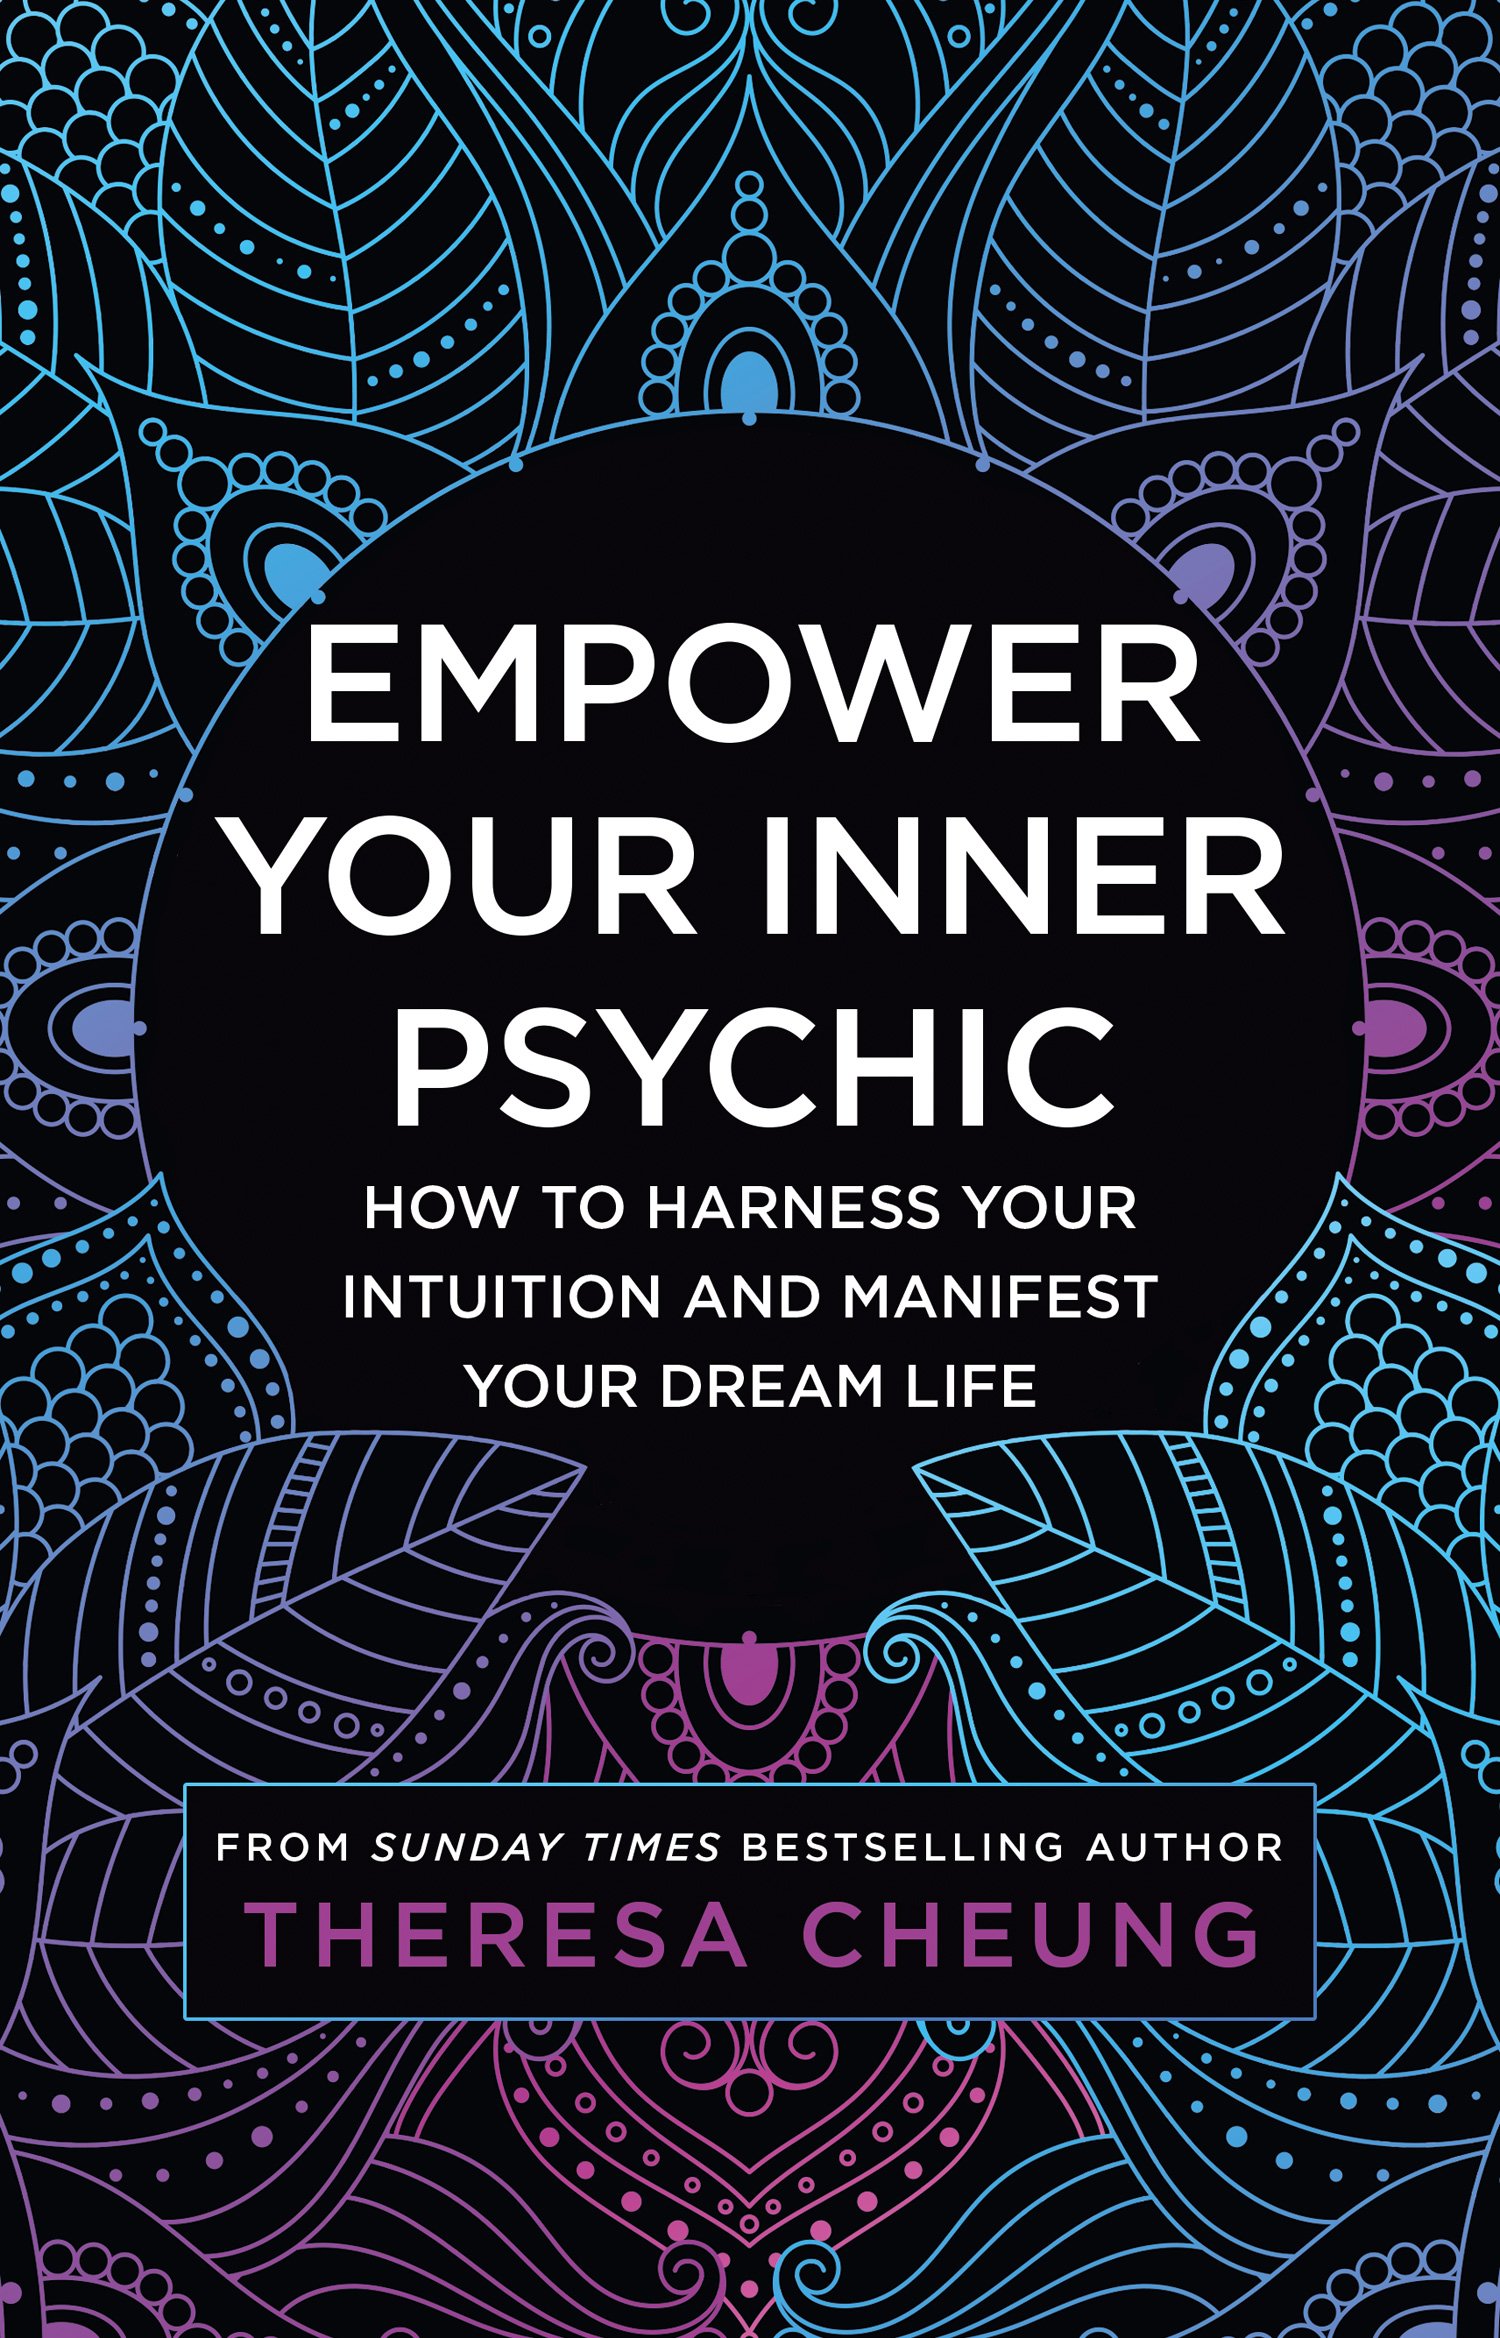 EMPOWER
YOUR INNER
PSYCHIC
HOW TO HARNESS YOUR
INTUITION AND MANIFEST
YOUR DREAM LIFE
FROM SUNDAY TIMES BESTSELLING AUTHOR
THERESA CHEUNG